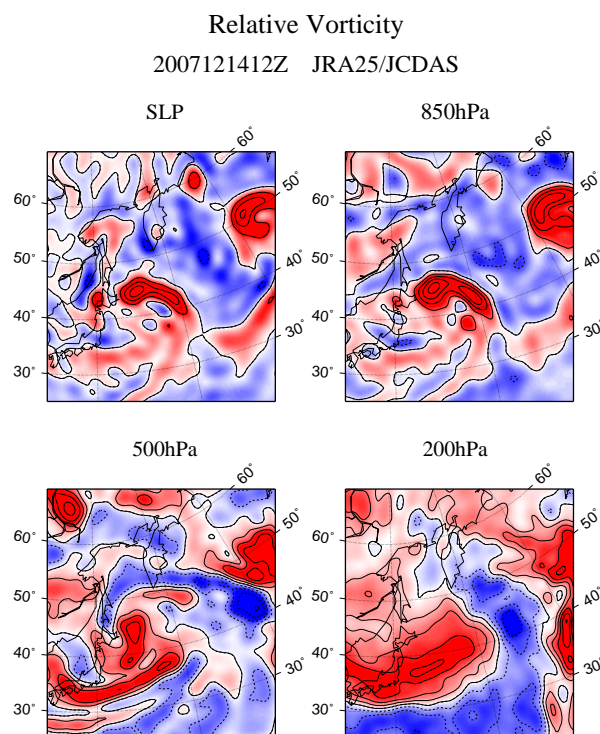 Relative Vorticity
2007121412Z JRA25/JCDAS
SLP 850hPa
60° 60°
50° 50°
60° 60°
50° 40° 50° 40°
40° 30° 40° 30°
30° 30°
500hPa 200hPa
60° 60°
50° 50°
60° 60°
50° 40° 50° 40°
40° 30° 40° 30°
30° 30°